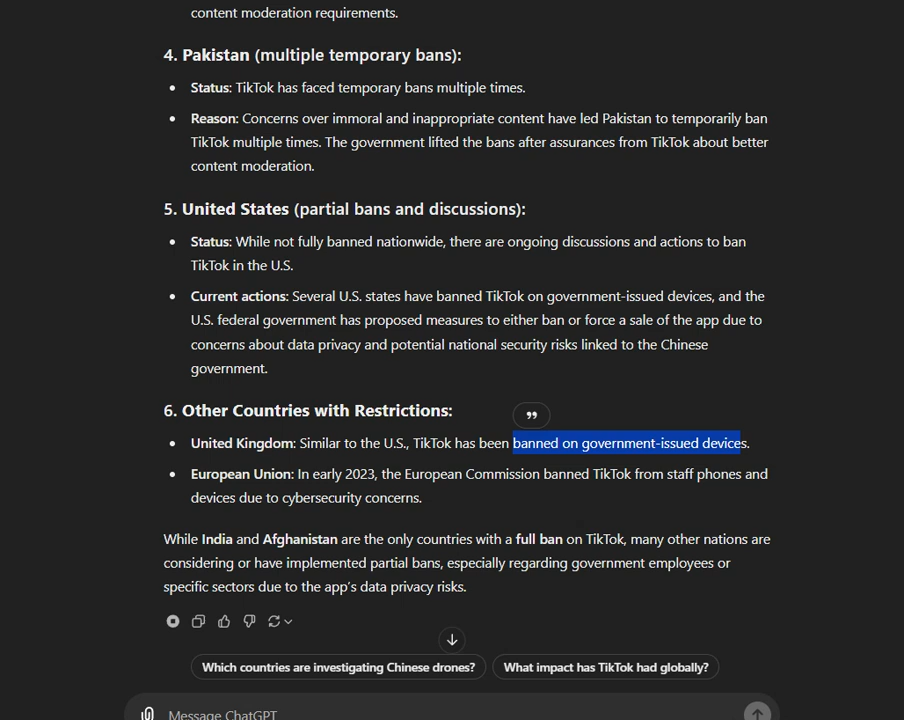 content moderation requirements.
4. Pakistan (multiple temporary bans):
• Status: TikTok has faced temporary bans multiple times.
• Reason: Concerns over immoral and inappropriate content have led Pakistan to temporarily ban
TikTok multiple times. The government lifted the bans after assurances from TikTok about better
content moderation.
5. United States (partial bans and discussions):
• Status: While not fully banned nationwide, there are ongoing discussions and actions to ban
TikTok in the U.S.
• Current actions: Several U.S. states have banned TikTok on government-issued devices, and the
U.S. federal government has proposed measures to either ban or force a sale of the app due to
concerns about data privacy and potential national security risks linked to the Chinese
government.
6. Other Countries with Restrictions:
• United Kingdom: Similar to the U.S., TikTok has been banned on government-issued devices.
• European Union: In early 2023, the European Commission banned TikTok from staff phones and
devices due to cybersecurity concerns.
While India and Afghanistan are the only countries with a full ban on TikTok, many other nations are
considering or have implemented partial bans, especially regarding government employees or
specific sectors due to the app's data privacy risks.
Which countries are investigating Chinese drones?
What impact has TikTok had globally?
Message ChatGPT